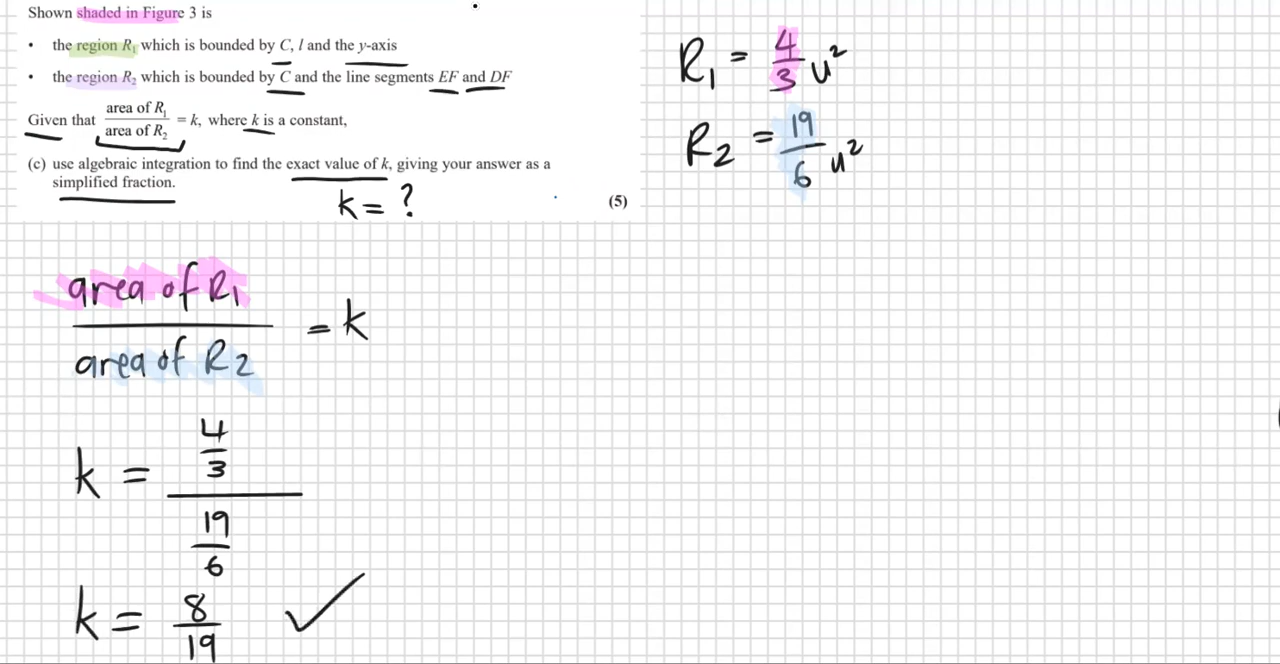 Shown shaded in Figure 3 is
• the region R₁ which is bounded by C, l and the y-axis
• the region R₂ which is bounded by C and the line segments EF and DF
Given that area of R₁ / area of R₂ = k, where k is a constant,
(c) use algebraic integration to find the exact value of k, giving your answer as a
simplified fraction.
(5)
k = ?
R₁ = 4/3 u²
R₂ = 19/6 u²
area of R₁ / area of R₂ = k
k = 4/3 / 19/6
k = 8/19 ✓